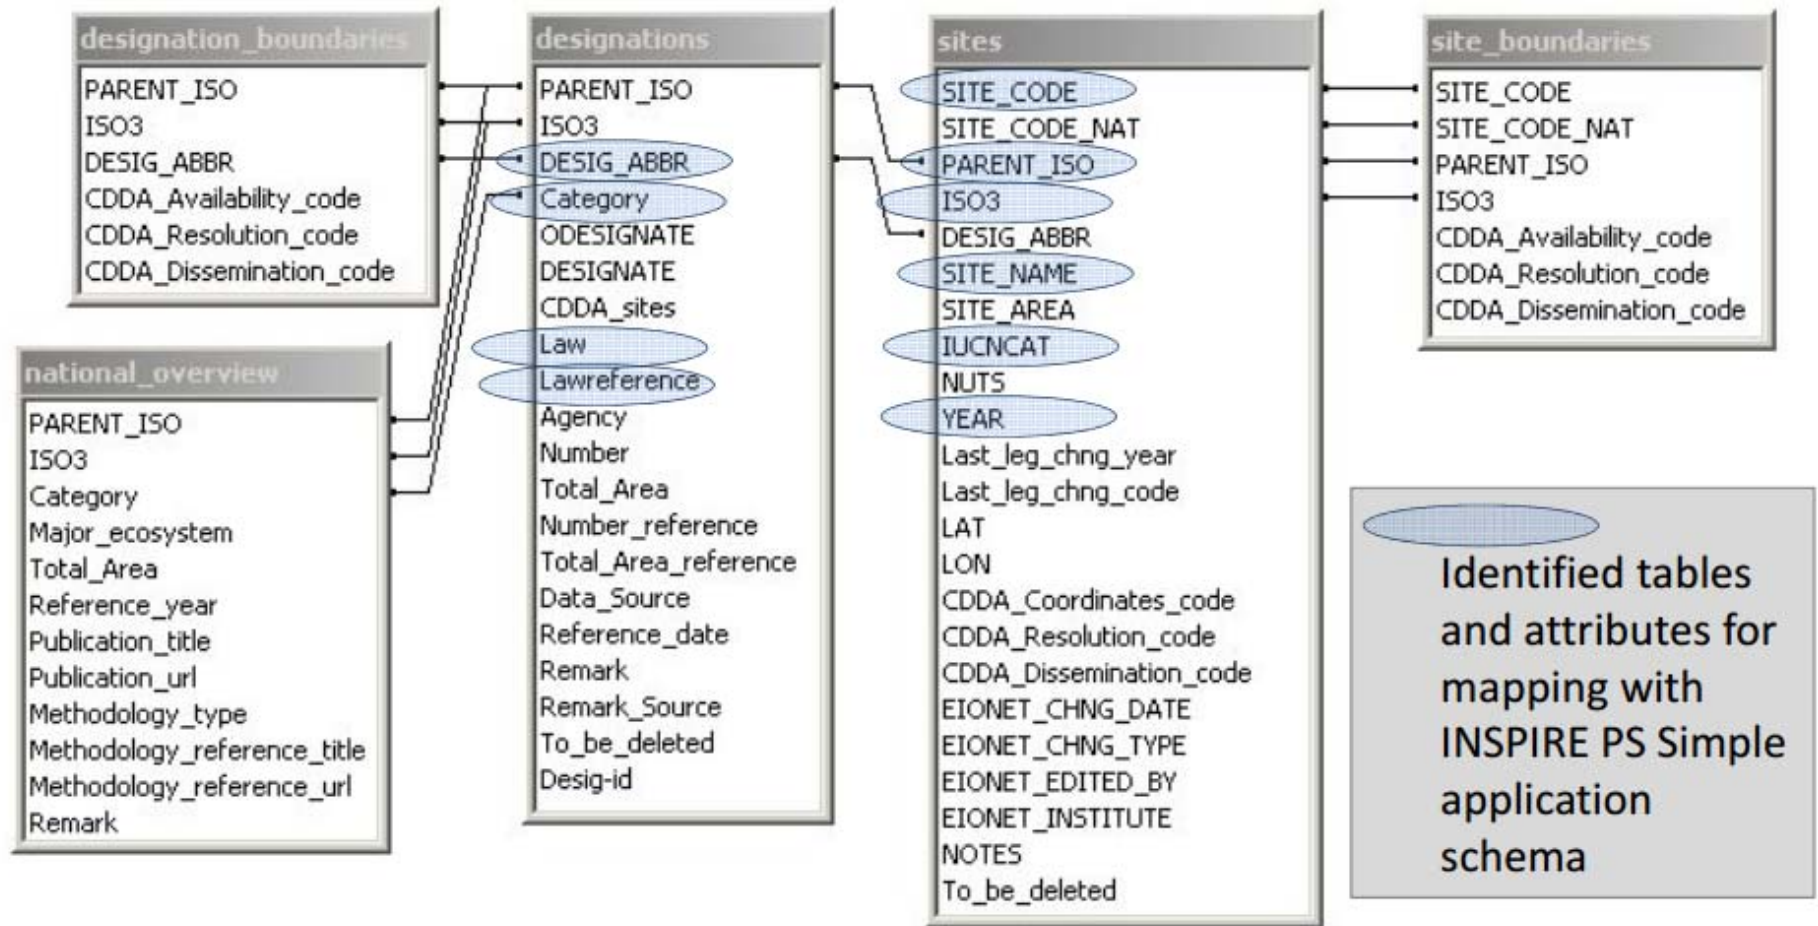 designation_boundaries
PARENT_ISO
ISO3
DESIG_ABBR
CDDA_Availability_code
CDDA_Resolution_code
CDDA_Dissemination_code
national_overview
PARENT_ISO
ISO3
Category
Major_ecosystem
Total_Area
Reference_year
Publication_title
Publication_url
Methodology_type
Methodology_reference_title
Methodology_reference_url
Remark
designations
PARENT_ISO
ISO3
DESIG_ABBR
Category
ODESIGNATE
DESIGNATE
CDDA_sites
Law
Lawreference
Agency
Number
Total_Area
Number_reference
Total_Area_reference
Data_Source
Reference_date
Remark
Remark_Source
To_be_deleted
Desig-id
sites
SITE_CODE
SITE_CODE_NAT
PARENT_ISO
ISO3
DESIG_ABBR
SITE_NAME
SITE_AREA
IUCNCAT
NUTS
YEAR
Last_leg_chng_year
Last_leg_chng_code
LAT
LON
CDDA_Coordinates_code
CDDA_Resolution_code
CDDA_Dissemination_code
EIONET_CHNG_DATE
EIONET_CHNG_TYPE
EIONET_EDITED_BY
EIONET_INSTITUTE
NOTES
To_be_deleted
site_boundaries
SITE_CODE
SITE_CODE_NAT
PARENT_ISO
ISO3
CDDA_Availability_code
CDDA_Resolution_code
CDDA_Dissemination_code
Identified tables
and attributes for
mapping with
INSPIRE PS Simple
application
schema